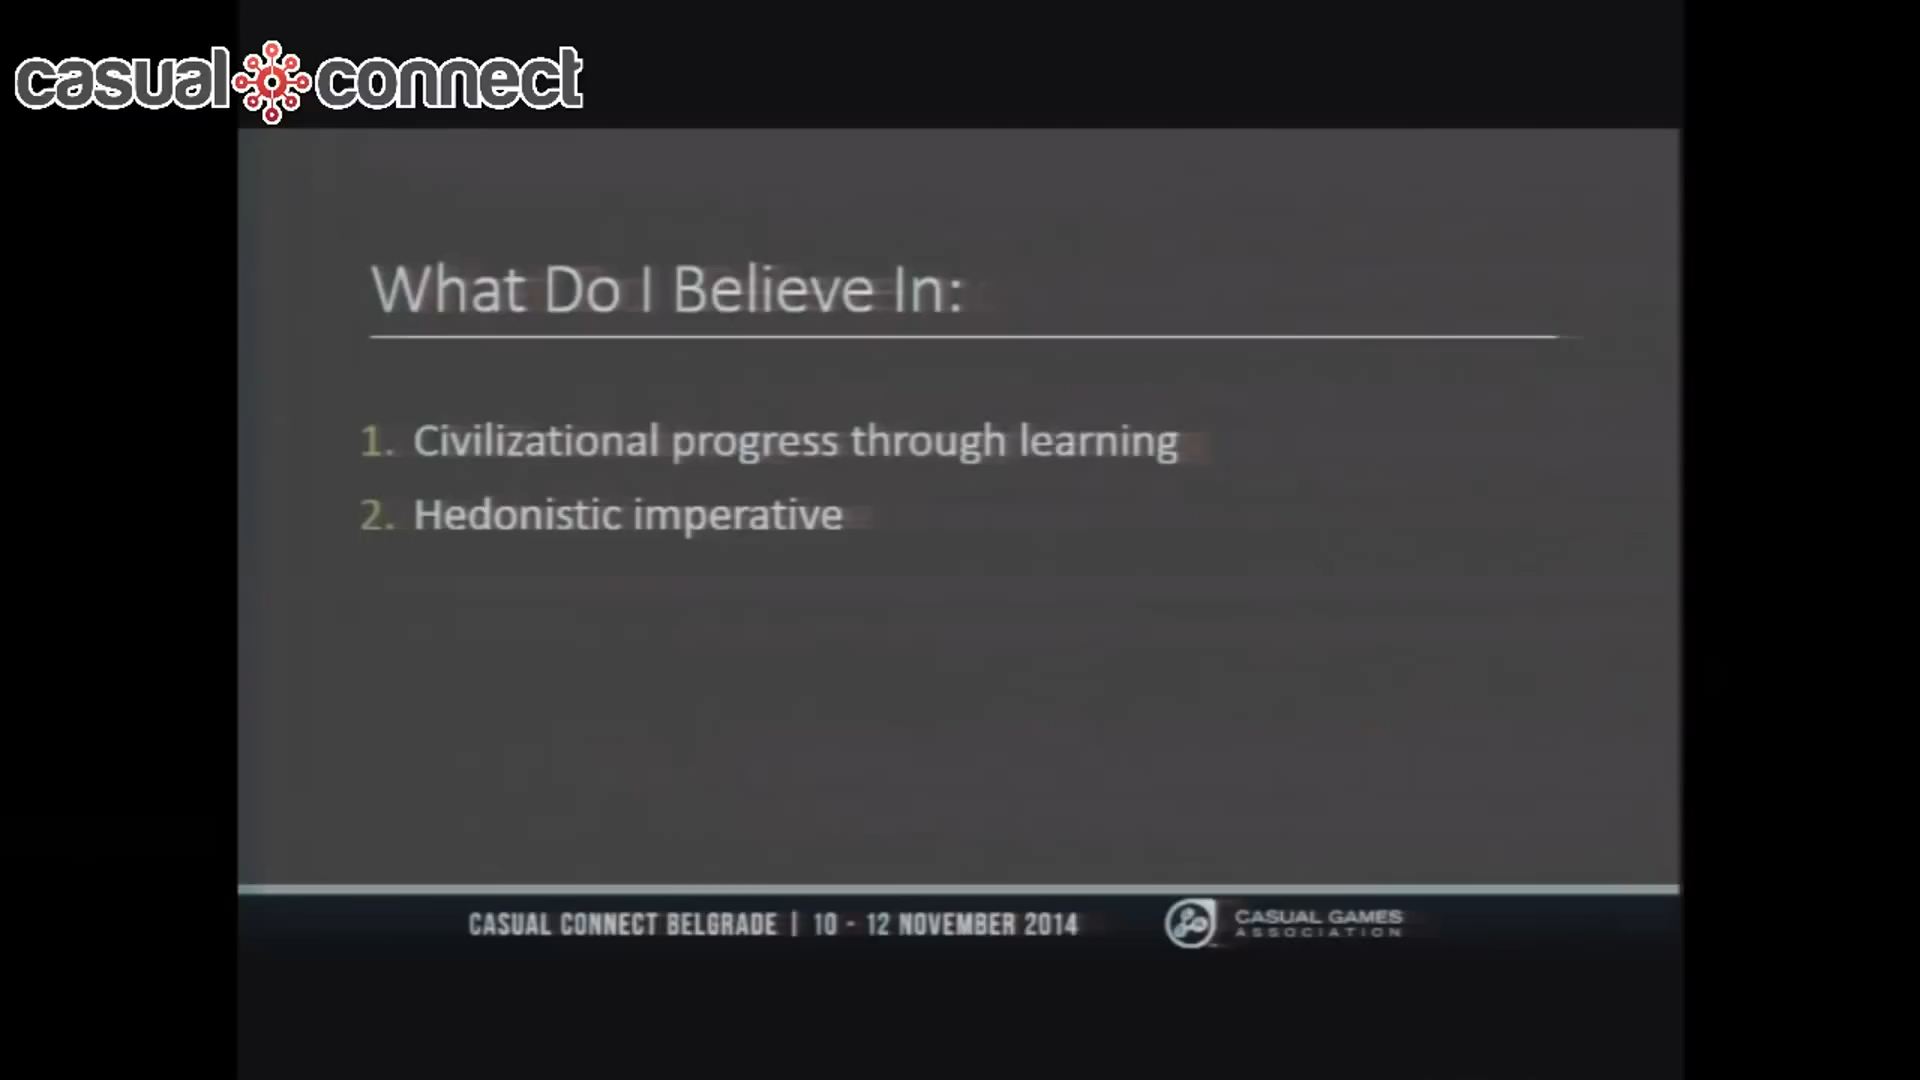 casual connect
What Do I Believe In:
1. Civilizational progress through learning
2. Hedonistic imperative
CASUAL CONNECT BELGRADE | 10 - 12 NOVEMBER 2014
CASUAL GAMES
ASSOCIATION